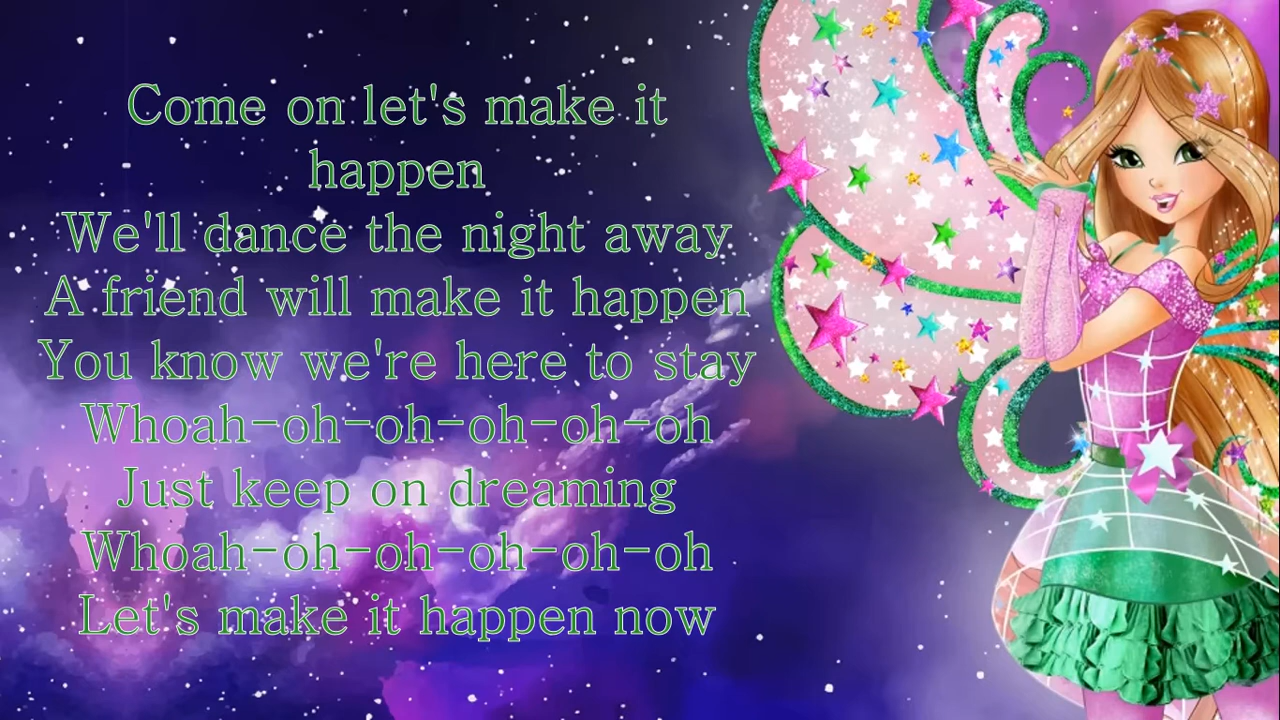 Come on let's make it
happen
We'll dance the night away
A friend will make it happen
You know we're here to stay
Whoah-oh-oh-oh-oh-oh
Just keep on dreaming
Whoah-oh-oh-oh-oh-oh
Let's make it happen now